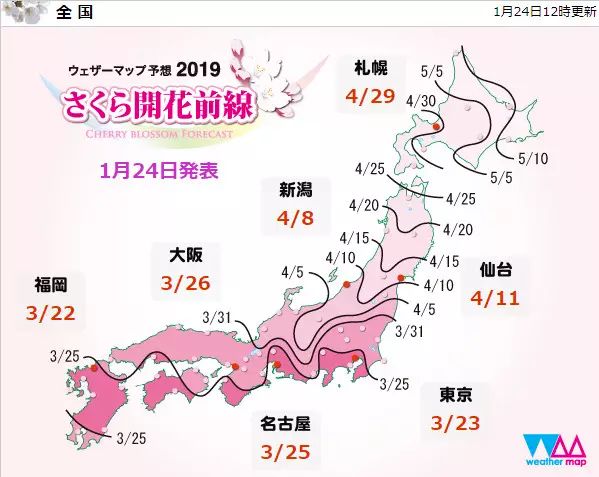 全国
1月24日12時更新
ウェザーマップ予想 2019
さくら開花前線
CHERRY BLOSSOM FORECAST
1月24日発表
札幌
4/29
5/5
4/30
5/10
5/5
4/25
4/25
4/20
4/20
新潟
4/8
4/15
4/15
4/10
4/10
仙台
4/11
大阪
3/26
4/5
4/5
福岡
3/22
3/31
3/31
3/25
3/25
東京
3/23
名古屋
3/25
3/25
weather map